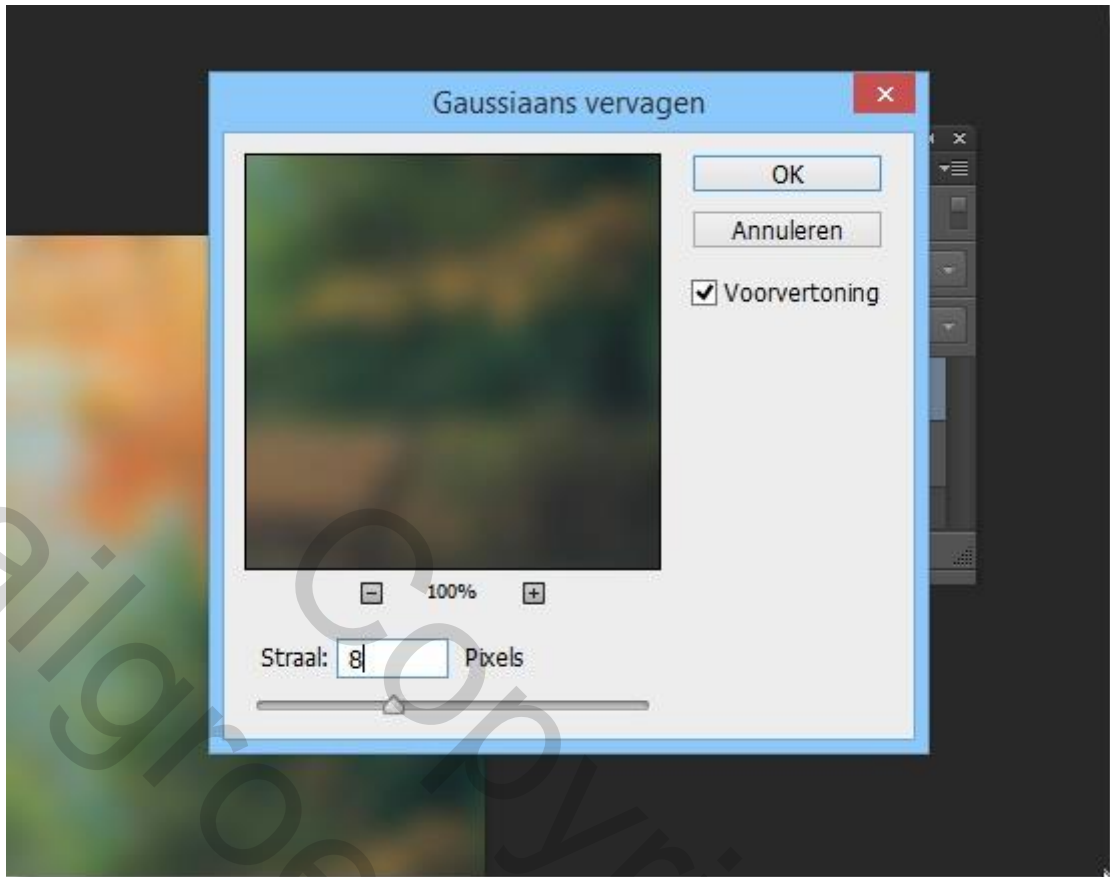 Gaussiaans vervagen
OK
Annuleren
Voorvertoning
100%
Straal: 8 Pixels